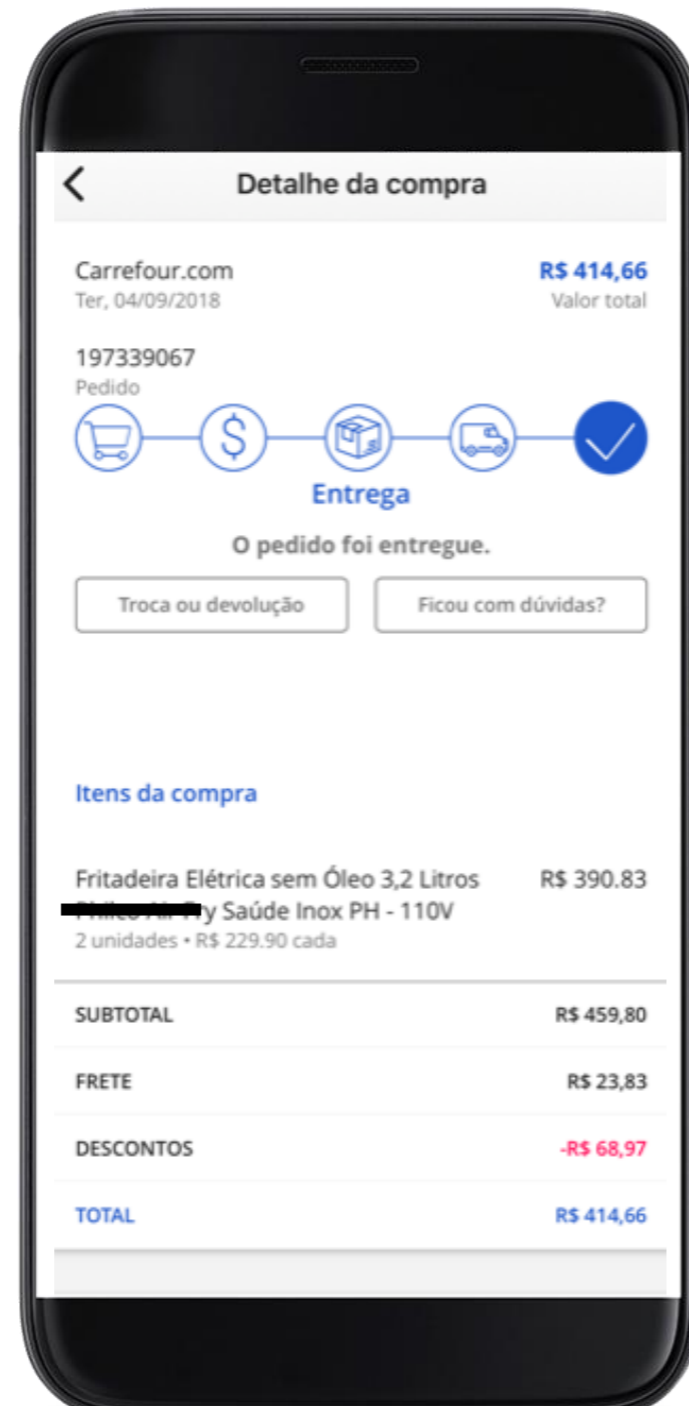 Detalhe da compra
Carrefour.com
R$ 414,66
Ter, 04/09/2018
Valor total
197339067
Pedido
Entrega
O pedido foi entregue.
Troca ou devolução
Ficou com dúvidas?
Itens da compra
Fritadeira Elétrica sem Óleo 3,2 Litros
R$ 390.83
y Saúde Inox PH - 110V
2 unidades • R$ 229.90 cada
SUBTOTAL
R$ 459,80
FRETE
R$ 23,83
DESCONTOS
-R$ 68,97
TOTAL
R$ 414,66